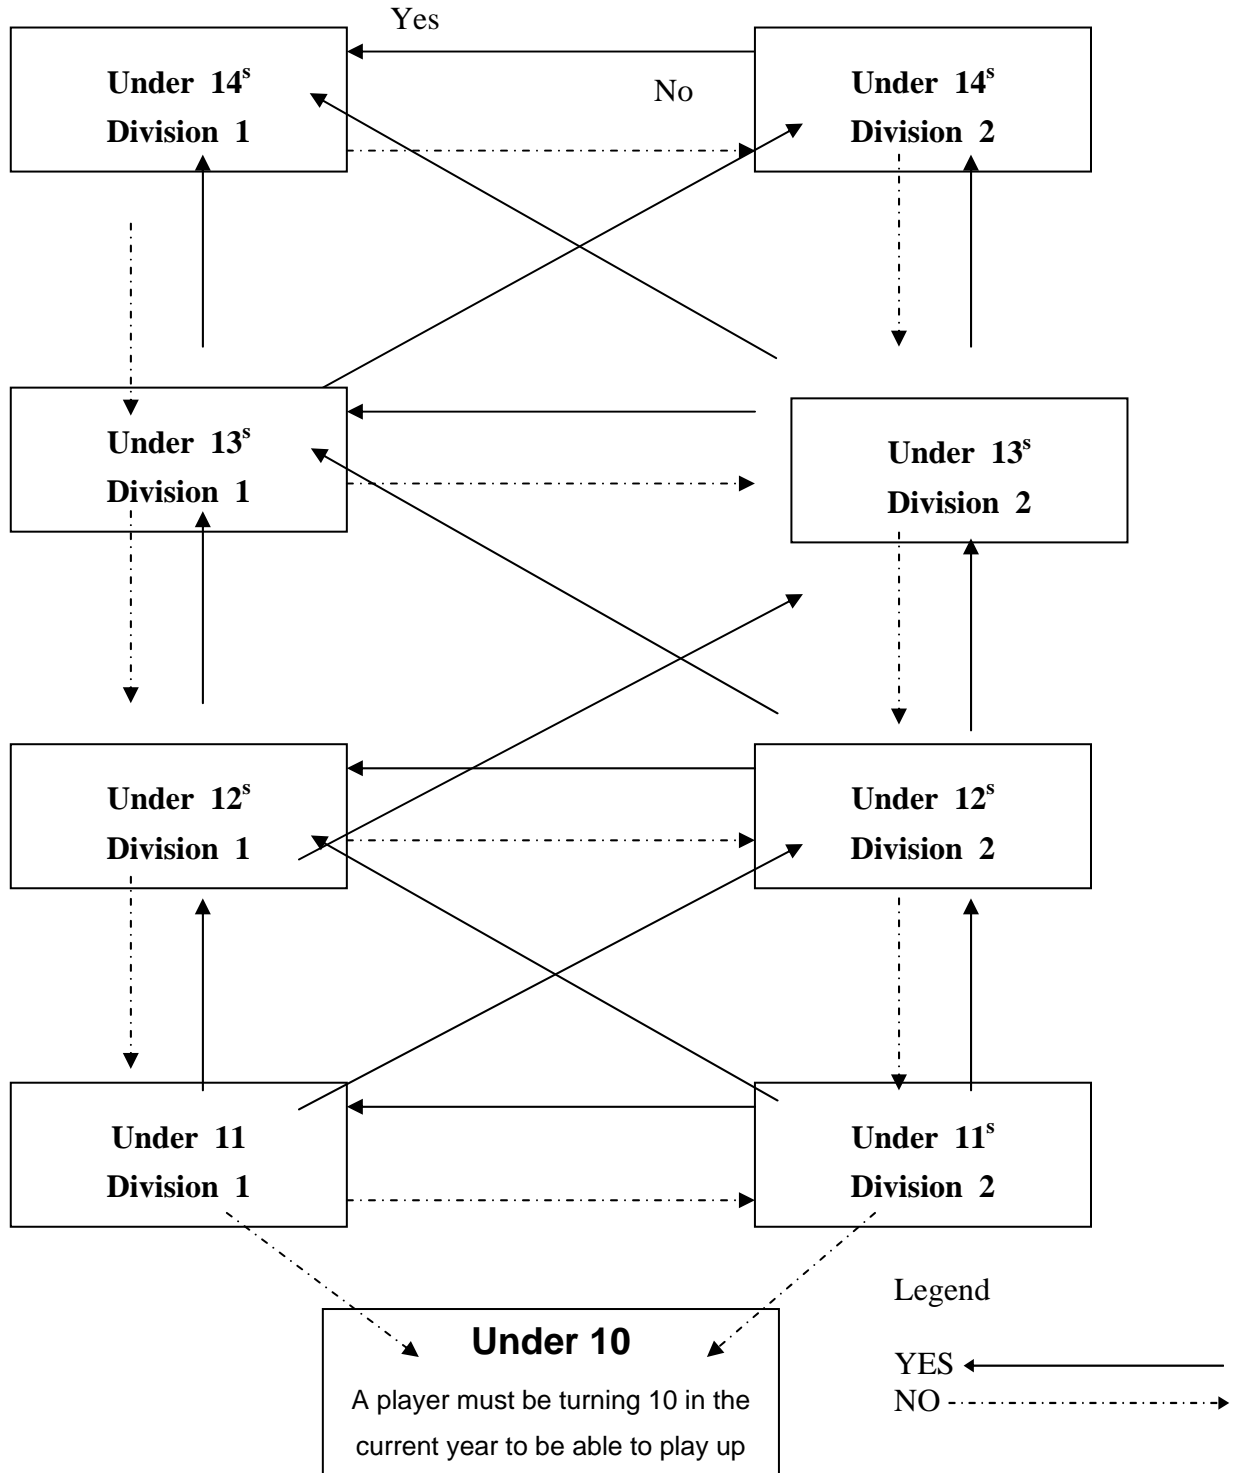 Yes
Under 14s
Division 1
No
Under 14s
Division 2
Under 13s
Division 1
Under 13s
Division 2
Under 12s
Division 1
Under 12s
Division 2
Under 11
Division 1
Under 11s
Division 2
Legend
YES
NO
Under 10
A player must be turning 10 in the
current year to be able to play up